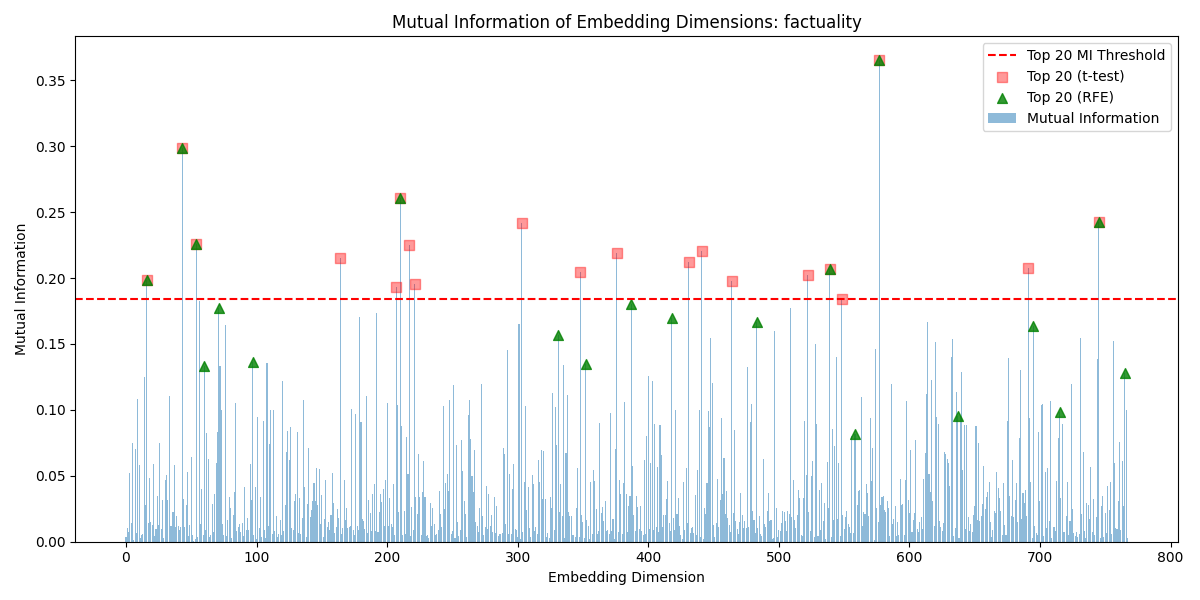 Mutual Information of Embedding Dimensions: factuality
Top 20 MI Threshold
Top 20 (t-test)
Top 20 (RFE)
Mutual Information
0.35
0.30
0.25
0.20
0.15
0.10
0.05
0.00
Mutual Information
0 100 200 300 400 500 600 700 800
Embedding Dimension